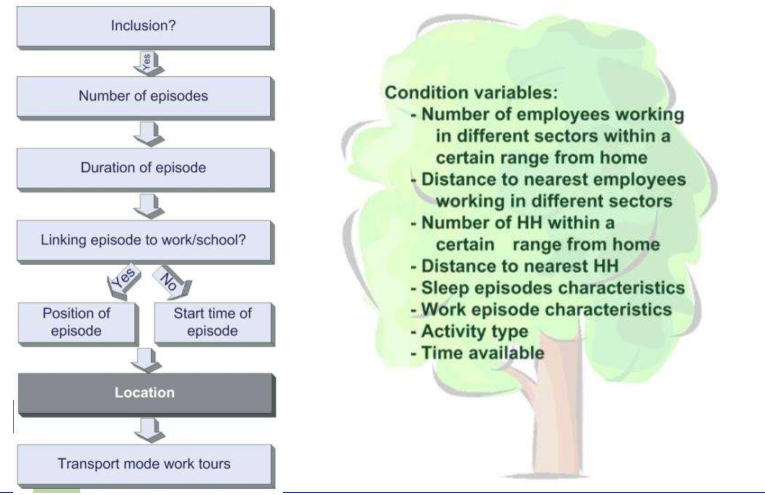 Inclusion?
Yes
Number of episodes
Duration of episode
Linking episode to work/school?
Yes
No
Position of
episode
Start time of
episode
Location
Transport mode work tours
Condition variables:
- Number of employees working
in different sectors within a
certain range from home
- Distance to nearest employees
working in different sectors
- Number of HH within a
certain range from home
- Distance to nearest HH
- Sleep episodes characteristics
- Work episode characteristics
- Activity type
- Time available